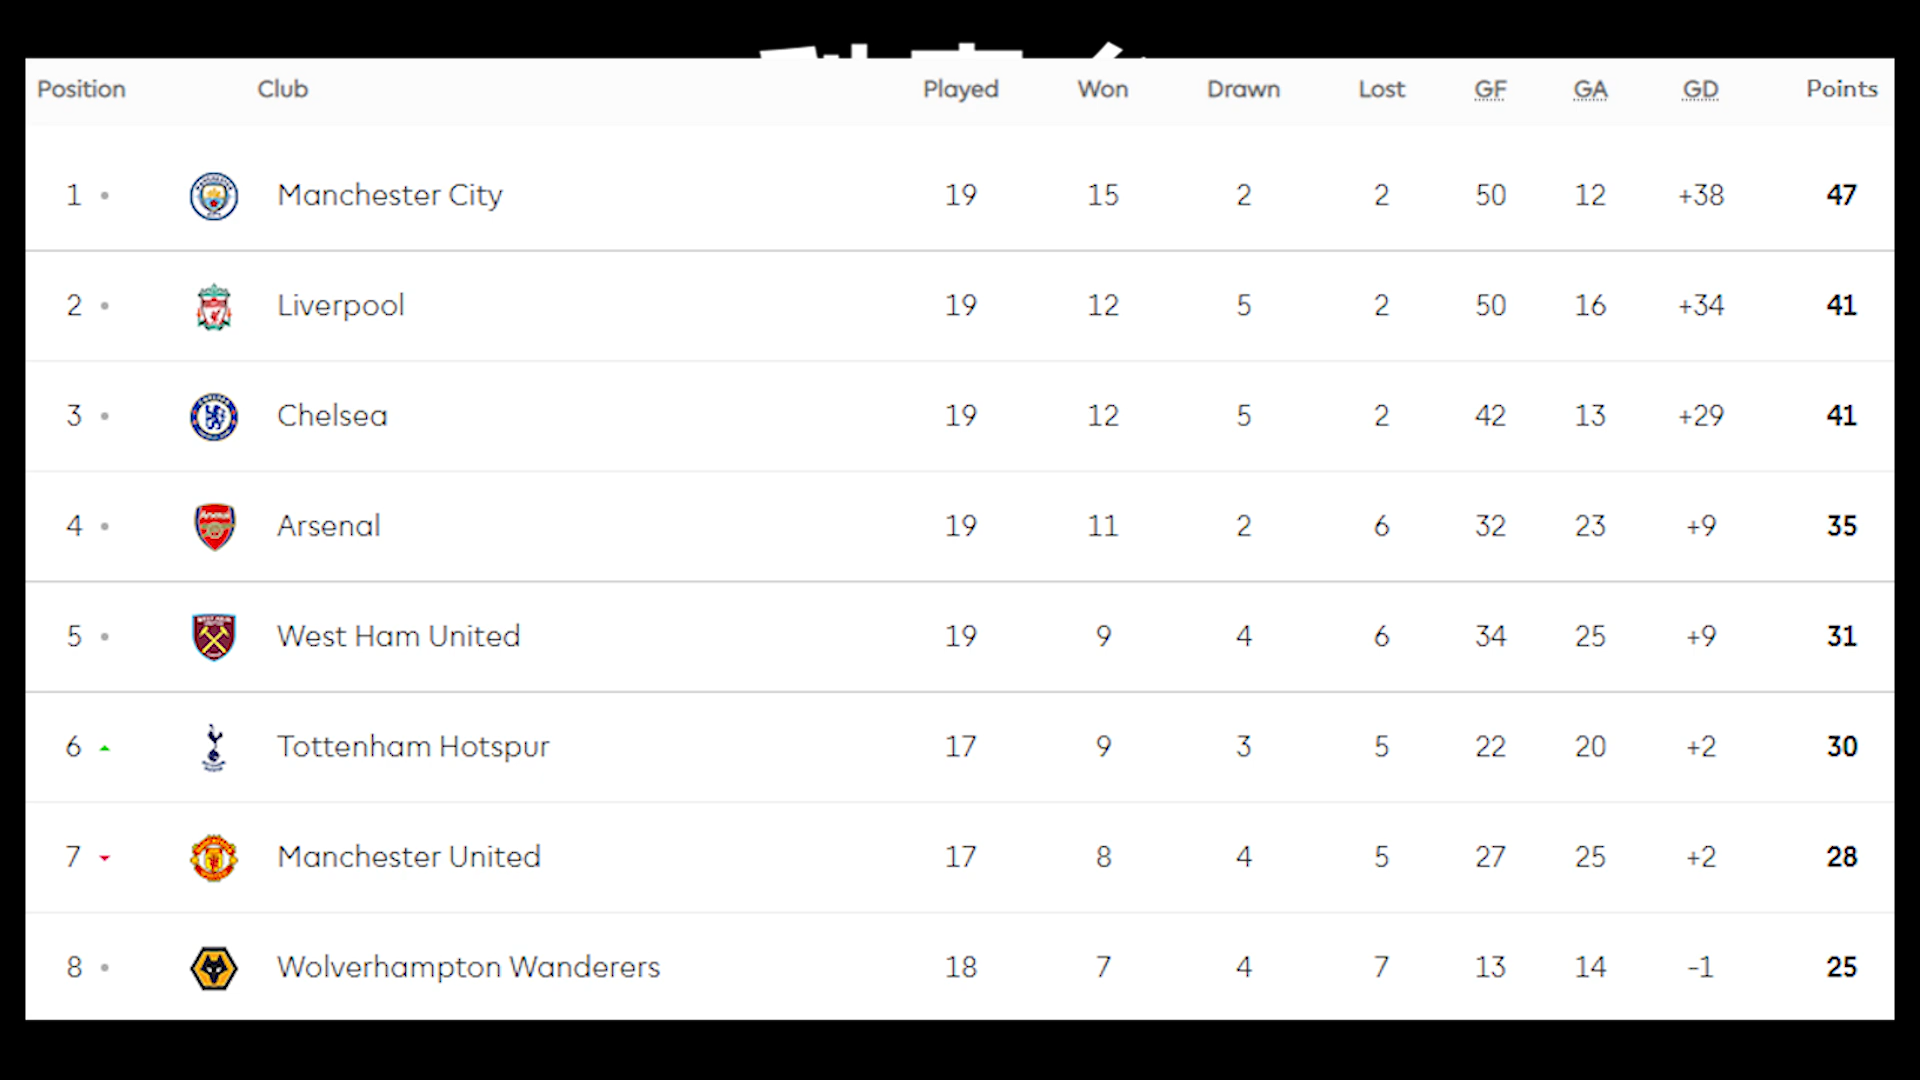 Position Club Played Won Drawn Lost GF GA GD Points
1 Manchester City 19 15 2 2 50 12 +38 47
2 Liverpool 19 12 5 2 50 16 +34 41
3 Chelsea 19 12 5 2 42 13 +29 41
4 Arsenal 19 11 2 6 32 23 +9 35
5 West Ham United 19 9 4 6 34 25 +9 31
6 Tottenham Hotspur 17 9 3 5 22 20 +2 30
7 Manchester United 17 8 4 5 27 25 +2 28
8 Wolverhampton Wanderers 18 7 4 7 13 14 -1 25